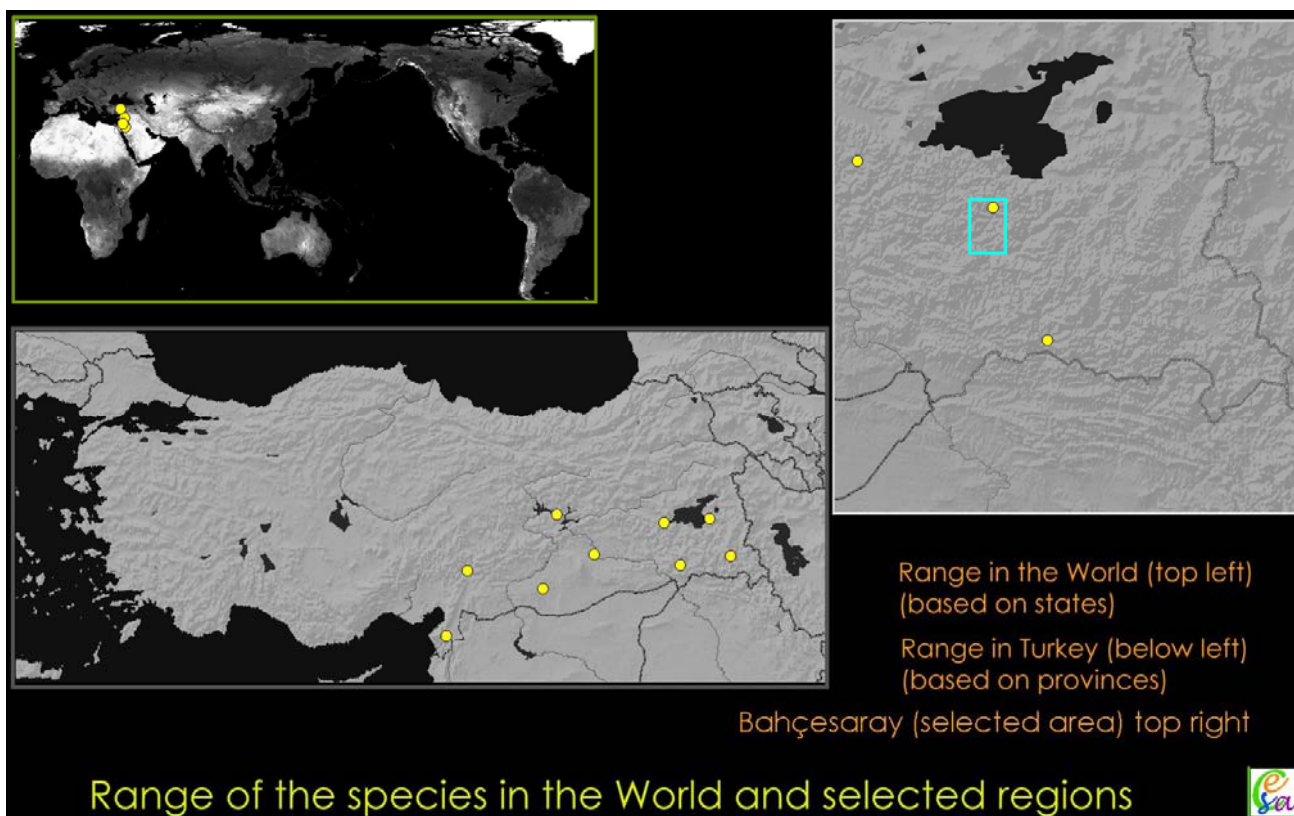 Range in the World (top left)
(based on states)
Range in Turkey (below left)
(based on provinces)
Bahçesaray (selected area) top right
Range of the species in the World and selected regions
esa